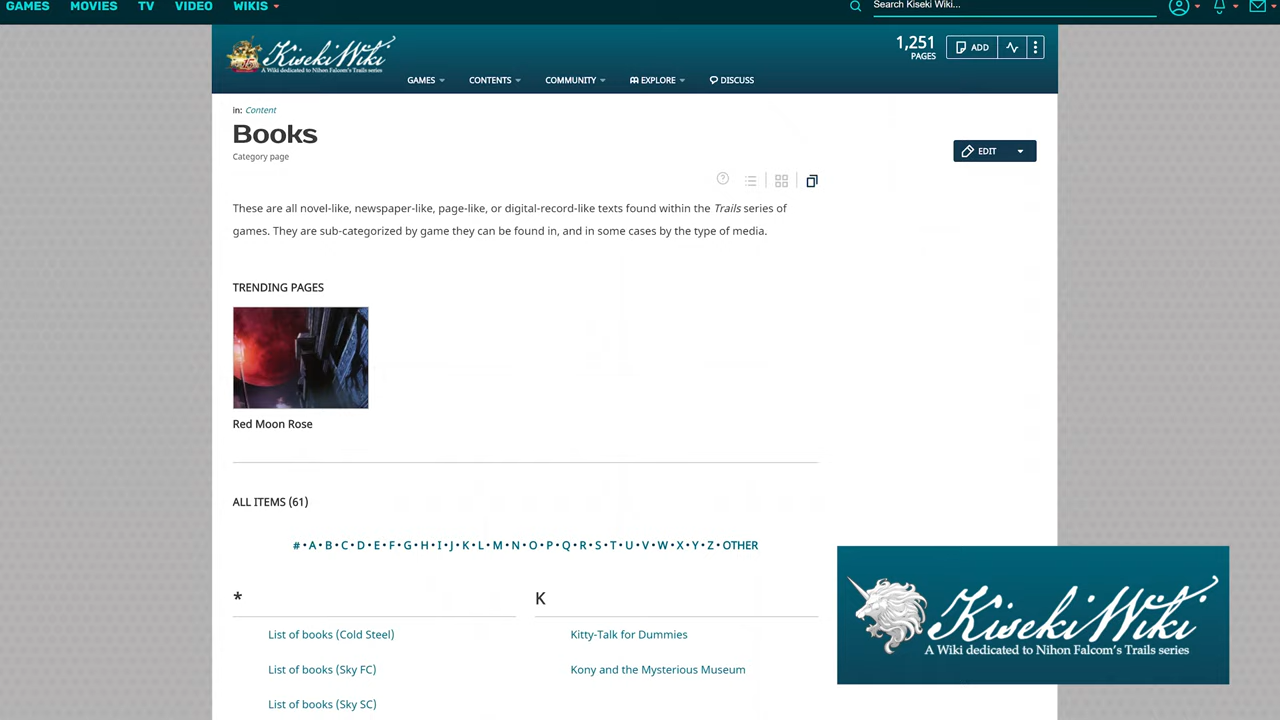 GAMES MOVIES TV VIDEO WIKIS
Search Kiseki Wiki...
KisekiWiki
A Wiki dedicated to Nihon Falcom's Trails series
1,251
PAGES
ADD
GAMES CONTENTS COMMUNITY EXPLORE DISCUSS
in: Content
Books
Category page
EDIT
These are all novel-like, newspaper-like, page-like, or digital-record-like texts found within the Trails series of
games. They are sub-categorized by game they can be found in, and in some cases by the type of media.
TRENDING PAGES
Red Moon Rose
ALL ITEMS (61)
# • A • B • C • D • E • F • G • H • I • J • K • L • M • N • O • P • Q • R • S • T • U • V • W • X • Y • Z • OTHER
*
List of books (Cold Steel)
List of books (Sky FC)
List of books (Sky SC)
K
Kitty-Talk for Dummies
Kony and the Mysterious Museum
KisekiWiki
A Wiki dedicated to Nihon Falcom's Trails series